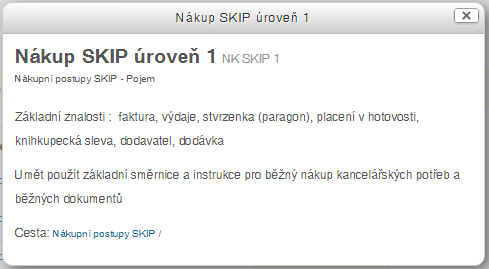 Nákup SKIP úroveň 1
Nákup SKIP úroveň 1 NK SKIP 1
Nákupní postupy SKIP - Pojem
Základní znalosti : faktura, výdaje, stvrzenka (paragon), placení v hotovosti,
knihkupecká sleva, dodavatel, dodávka
Umět použít základní směrnice a instrukce pro běžný nákup kancelářských potřeb a
běžných dokumentů
Cesta: Nákupní postupy SKIP /